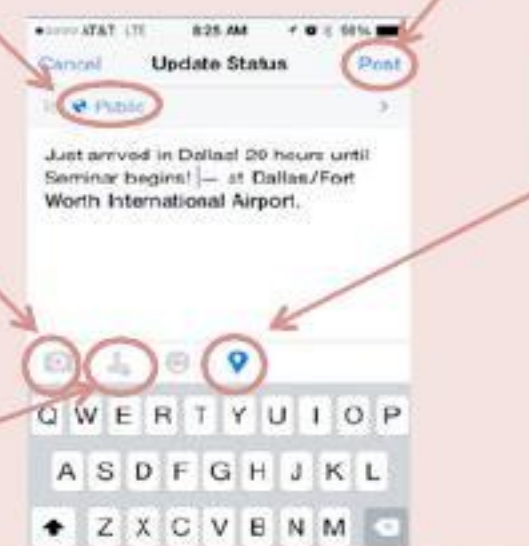 AT&T LTE 8:25 AM
Cancel Update Status Post
Public
Just arrived in Dallas! 20 hours until
Seminar begins! — at Dallas/Fort
Worth International Airport.
Q W E R T Y U I O P
A S D F G H J K L
Z X C V B N M